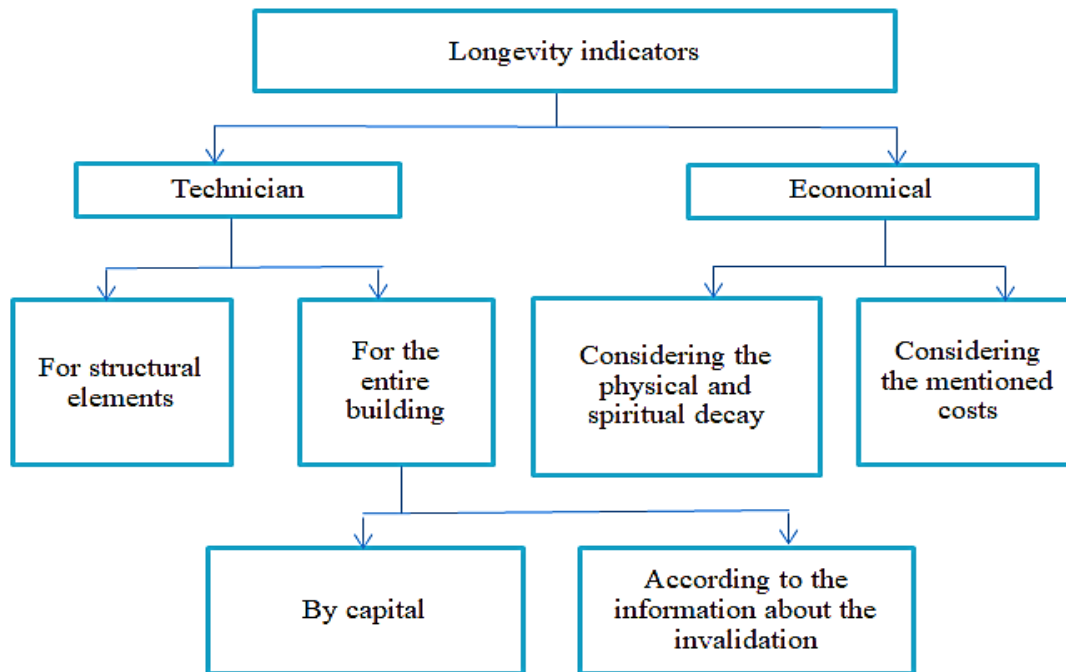 Longevity indicators
Technician
Economical
For structural
elements
For the
entire
building
Considering the
physical and
spiritual decay
Considering
the mentioned
costs
By capital
According to the
information about the
invalidation